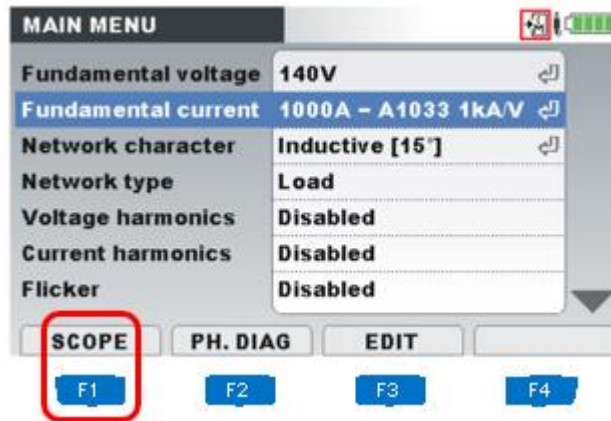 MAIN MENU
Fundamental voltage 140V
Fundamental current 1000A – A1033 1kA/V
Network character Inductive [15°]
Network type Load
Voltage harmonics Disabled
Current harmonics Disabled
Flicker Disabled
SCOPE PH. DIAG EDIT
F1 F2 F3 F4